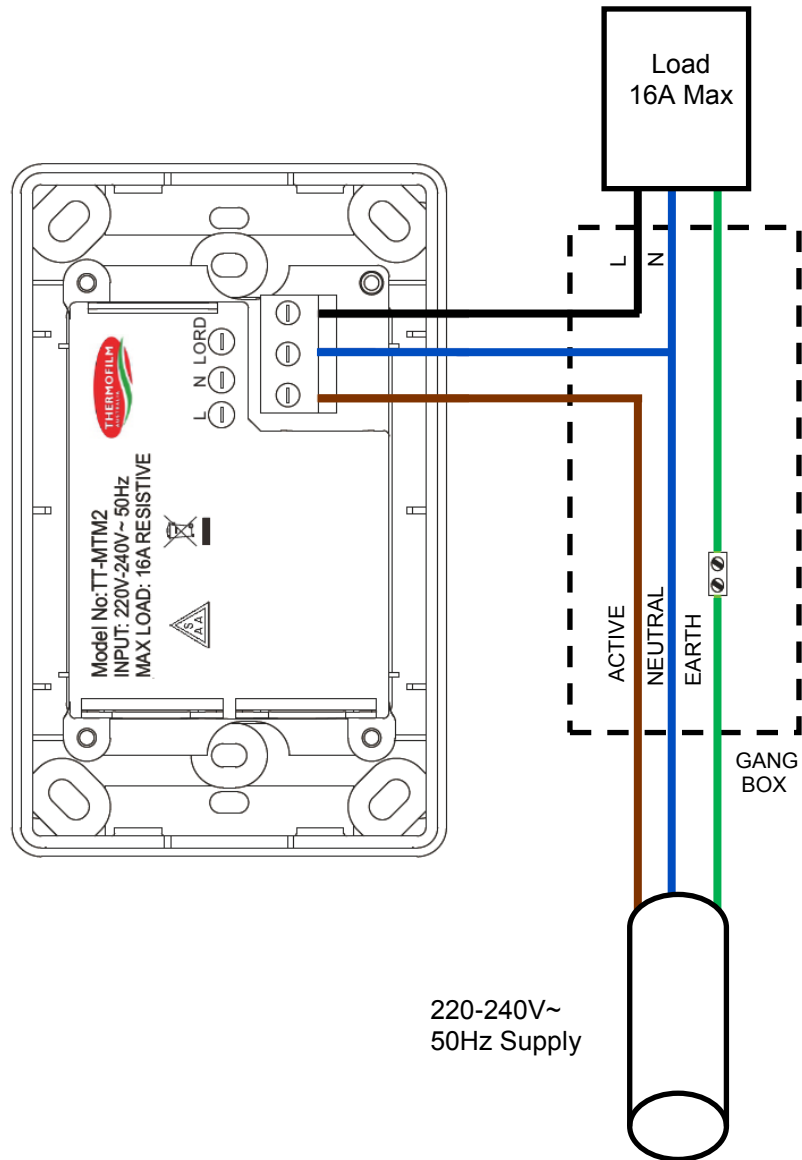 Load
16A Max
L
N
L N LORD
THERMOFILM
AUSTRALIA
Model No:TT-MTM2
INPUT: 220V-240V~ 50Hz
MAX LOAD: 16A RESISTIVE
SAA
ACTIVE
NEUTRAL
EARTH
GANG
BOX
220-240V~
50Hz Supply